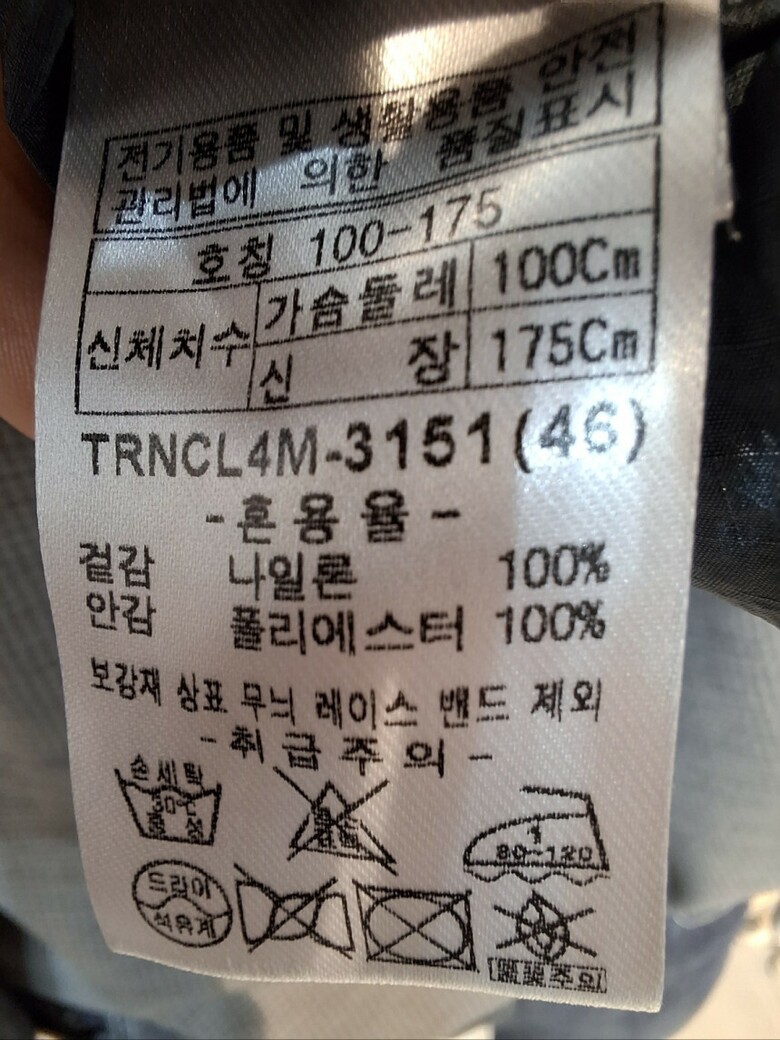 전기용품 및 생활용품 안전
관리법에 의한 품질표시
호칭 100-175
신체치수 가슴둘레 100Cm
신 장 175Cm
TRNCL4M-3151(46)
-혼용율-
겉감 나일론 100%
안감 폴리에스터 100%
보강재 상표 무늬 레이스 밴드 제외
-취급주의-
손세탁
30℃
1
80~120
드라이
석유계
주의